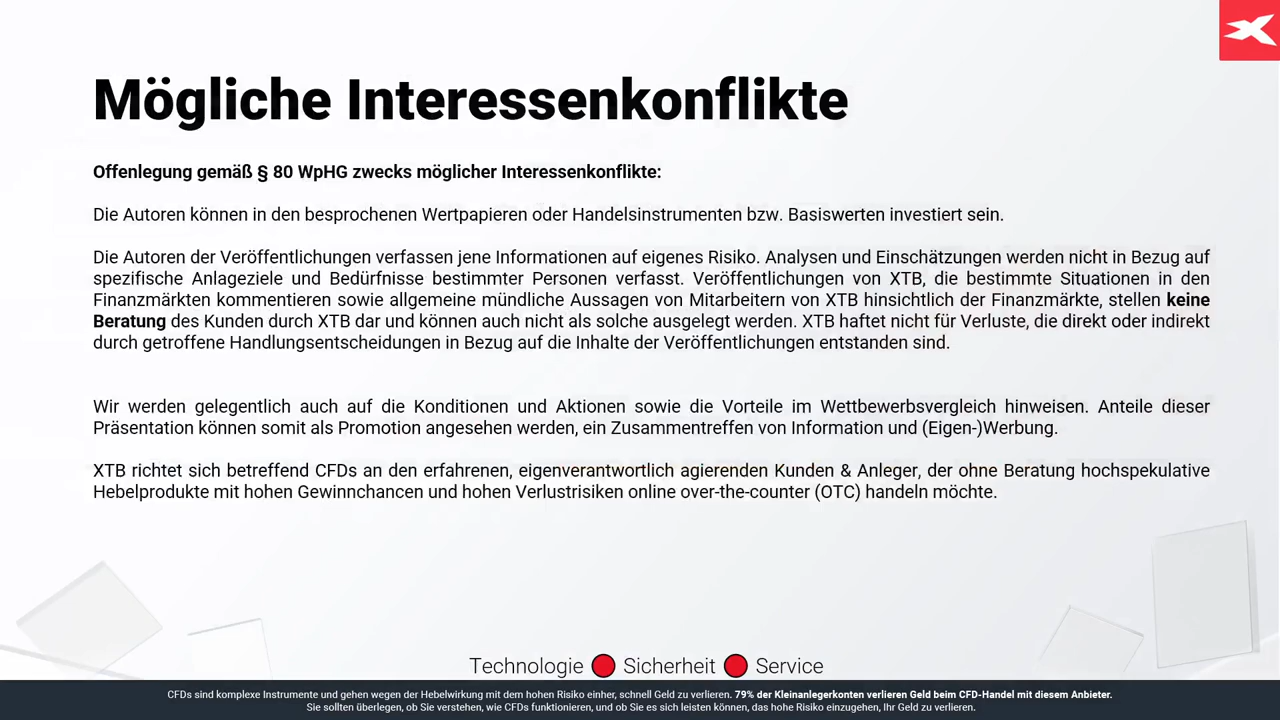 Mögliche Interessenkonflikte
Offenlegung gemäß § 80 WpHG zwecks möglicher Interessenkonflikte:
Die Autoren können in den besprochenen Wertpapieren oder Handelsinstrumenten bzw. Basiswerten investiert sein.
Die Autoren der Veröffentlichungen verfassen jene Informationen auf eigenes Risiko. Analysen und Einschätzungen werden nicht in Bezug auf
spezifische Anlageziele und Bedürfnisse bestimmter Personen verfasst. Veröffentlichungen von XTB, die bestimmte Situationen in den
Finanzmärkten kommentieren sowie allgemeine mündliche Aussagen von Mitarbeitern von XTB hinsichtlich der Finanzmärkte, stellen keine
Beratung des Kunden durch XTB dar und können auch nicht als solche ausgelegt werden. XTB haftet nicht für Verluste, die direkt oder indirekt
durch getroffene Handlungsentscheidungen in Bezug auf die Inhalte der Veröffentlichungen entstanden sind.
Wir werden gelegentlich auch auf die Konditionen und Aktionen sowie die Vorteile im Wettbewerbsvergleich hinweisen. Anteile dieser
Präsentation können somit als Promotion angesehen werden, ein Zusammentreffen von Information und (Eigen-)Werbung.
XTB richtet sich betreffend CFDs an den erfahrenen, eigenverantwortlich agierenden Kunden & Anleger, der ohne Beratung hochspekulative
Hebelprodukte mit hohen Gewinnchancen und hohen Verlustrisiken online over-the-counter (OTC) handeln möchte.
Technologie Sicherheit Service
CFDs sind komplexe Instrumente und gehen wegen der Hebelwirkung mit dem hohen Risiko einher, schnell Geld zu verlieren. 79% der Kleinanlegerkonten verlieren Geld beim CFD-Handel mit diesem Anbieter.
Sie sollten überlegen, ob Sie verstehen, wie CFDs funktionieren, und ob Sie es sich leisten können, das hohe Risiko einzugehen, Ihr Geld zu verlieren.